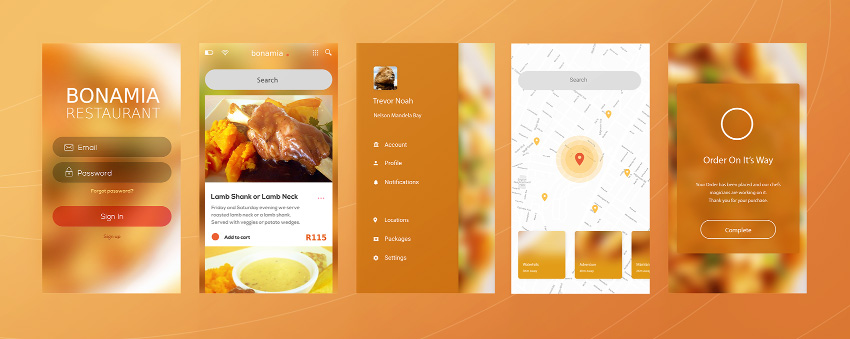 BONAMIA
RESTAURANT
Email
Password
Forgot password?
Sign In
Sign up
bonamia
Search
Lamb Shank or Lamb Neck
Friday and Saturday evening we serve
roasted lamb neck or a lamb shank.
Served with veggies or potato wedges.
Add to cart
R115
Trevor Noah
Nelson Mandela Bay
Account
Profile
Notifications
Locations
Packages
Settings
Search
Waterfalls
Adventure
Order On It's Way
Your Order has been placed and our chefs
magicians are working on it.
Thank you for your purchase.
Complete